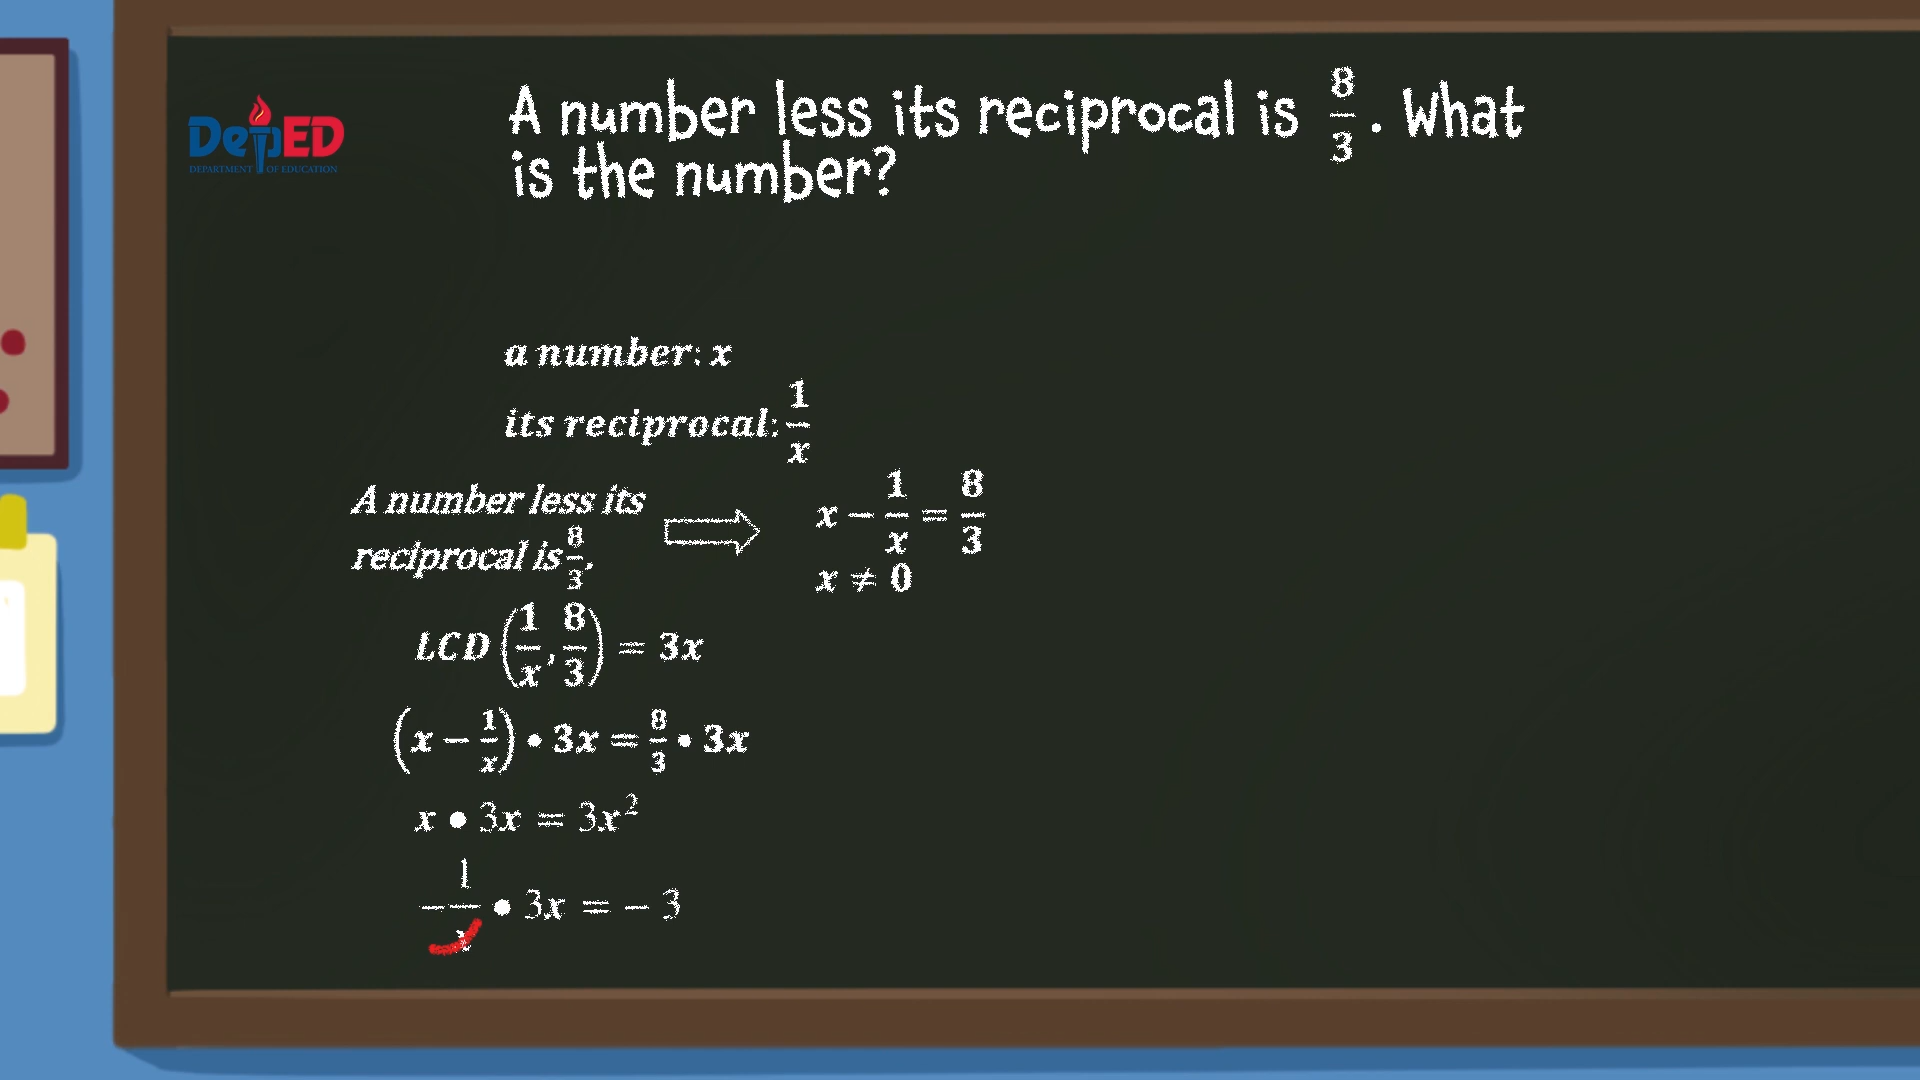 DepED
DEPARTMENT OF EDUCATION
A number less its reciprocal is 8/3. What
is the number?
a number: x
its reciprocal: 1/x
A number less its
reciprocal is 8/3.
x − 1/x = 8/3
x ≠ 0
LCD (1/x, 8/3) = 3x
(x − 1/x) • 3x = 8/3 • 3x
x • 3x = 3x²
− 1/x • 3x = − 3